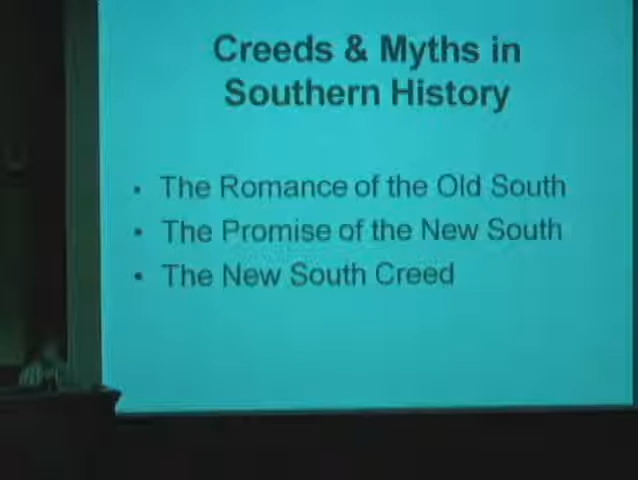 Creeds & Myths in
Southern History
• The Romance of the Old South
• The Promise of the New South
• The New South Creed